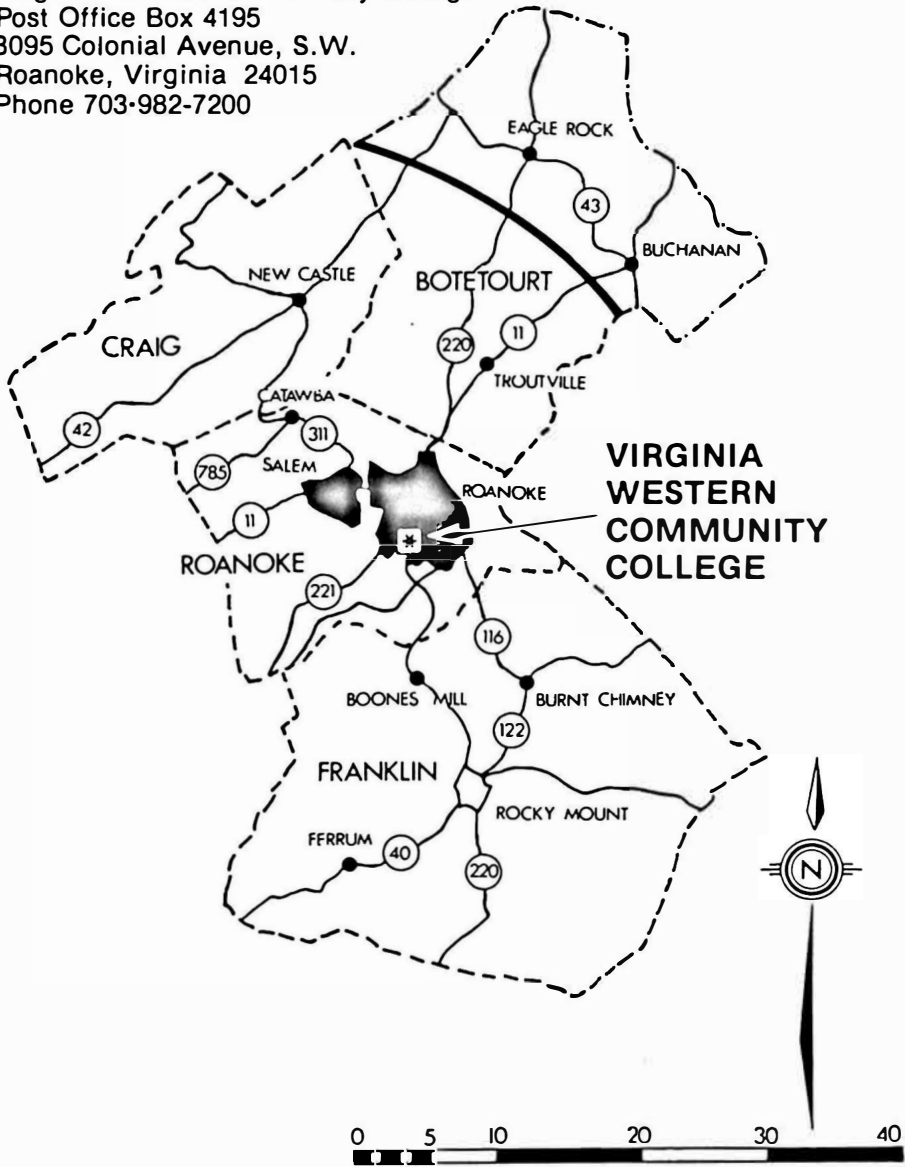 Post Office Box 4195
3095 Colonial Avenue, S.W.
Roanoke, Virginia 24015
Phone 703·982-7200
EAGLE ROCK
43
BUCHANAN
NEW CASTLE
BOTETOURT
CRAIG
220
11
TROUTVILLE
CATAWBA
42
311
785
SALEM
ROANOKE
11
VIRGINIA
WESTERN
COMMUNITY
COLLEGE
ROANOKE
221
116
BOONES MILL
BURNT CHIMNEY
122
FRANKLIN
ROCKY MOUNT
FERRUM
40
220
N
0 5 10 20 30 40